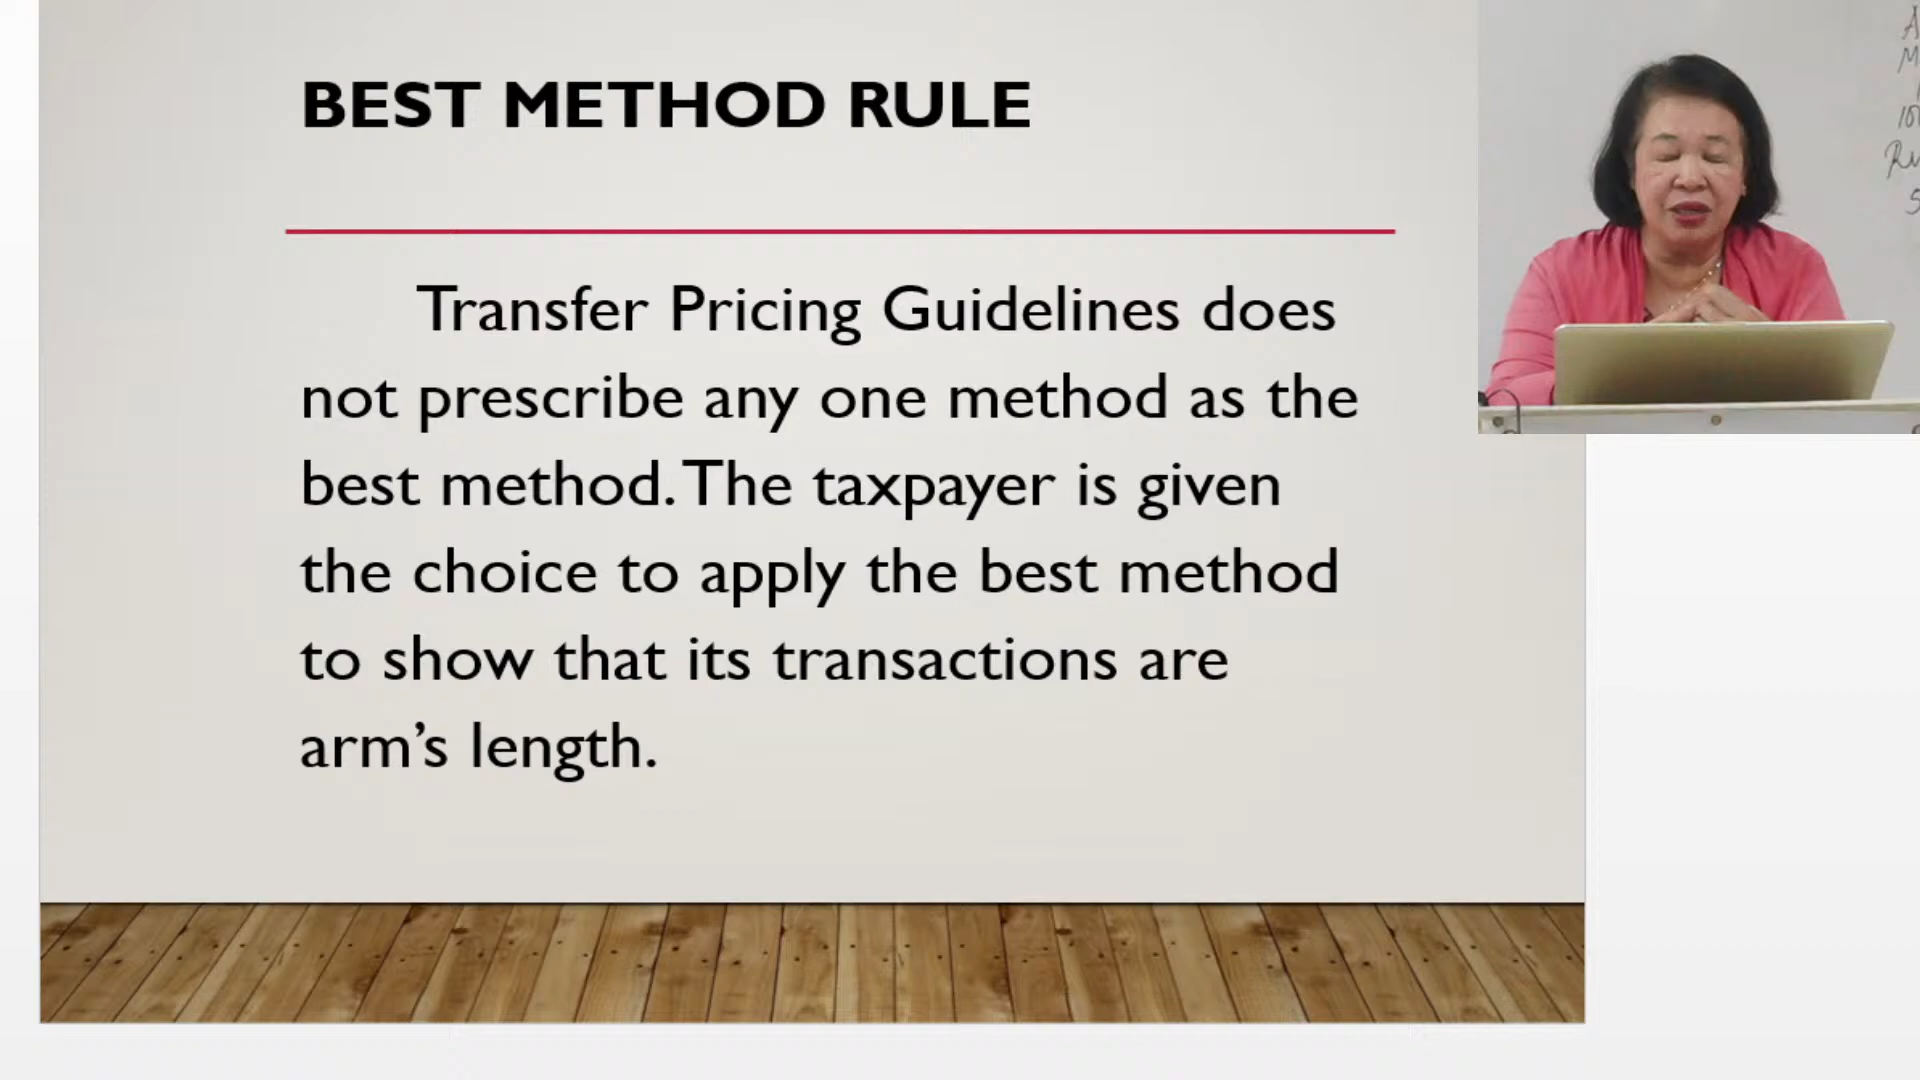 BEST METHOD RULE
Transfer Pricing Guidelines does
not prescribe any one method as the
best method. The taxpayer is given
the choice to apply the best method
to show that its transactions are
arm's length.